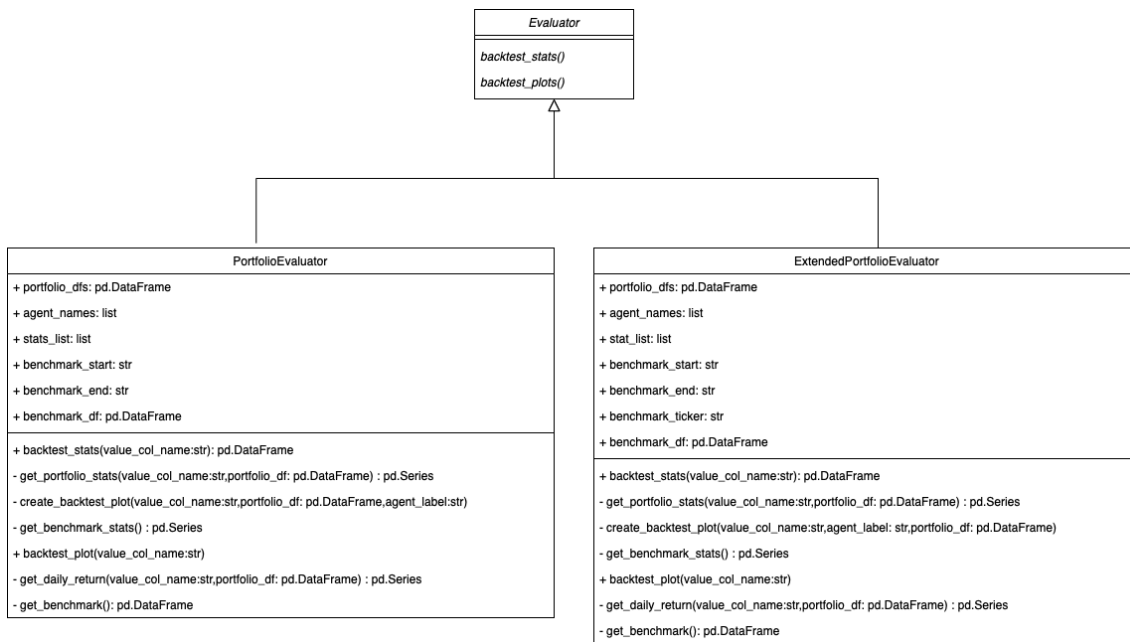 Evaluator
backtest_stats()
backtest_plots()
PortfolioEvaluator
+ portfolio_dfs: pd.DataFrame
+ agent_names: list
+ stats_list: list
+ benchmark_start: str
+ benchmark_end: str
+ benchmark_df: pd.DataFrame
+ backtest_stats(value_col_name:str): pd.DataFrame
- get_portfolio_stats(value_col_name:str,portfolio_df: pd.DataFrame) : pd.Series
- create_backtest_plot(value_col_name:str,portfolio_df: pd.DataFrame,agent_label:str)
- get_benchmark_stats() : pd.Series
+ backtest_plot(value_col_name:str)
- get_daily_return(value_col_name:str,portfolio_df: pd.DataFrame) : pd.Series
- get_benchmark(): pd.DataFrame
ExtendedPortfolioEvaluator
+ portfolio_dfs: pd.DataFrame
+ agent_names: list
+ stat_list: list
+ benchmark_start: str
+ benchmark_end: str
+ benchmark_ticker: str
+ benchmark_df: pd.DataFrame
+ backtest_stats(value_col_name:str): pd.DataFrame
- get_portfolio_stats(value_col_name:str,portfolio_df: pd.DataFrame) : pd.Series
- create_backtest_plot(value_col_name:str,agent_label: str,portfolio_df: pd.DataFrame)
- get_benchmark_stats() : pd.Series
+ backtest_plot(value_col_name:str)
- get_daily_return(value_col_name:str,portfolio_df: pd.DataFrame) : pd.Series
- get_benchmark(): pd.DataFrame